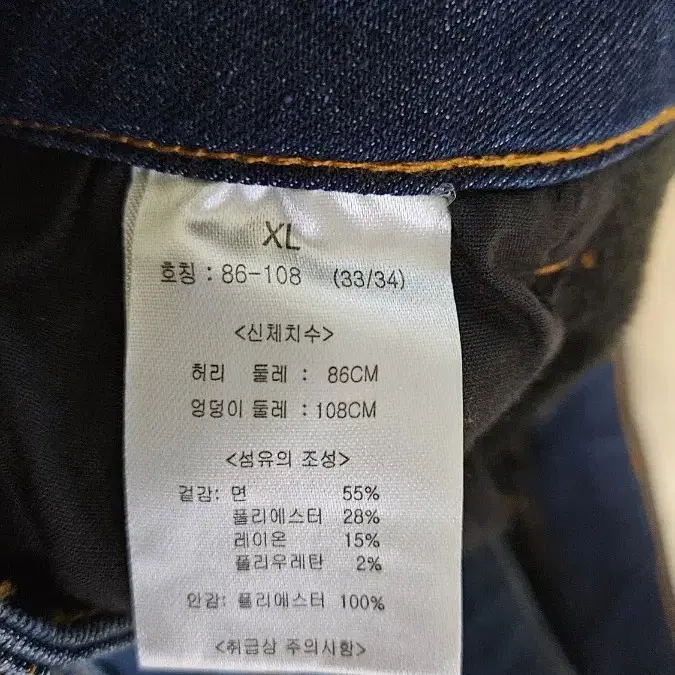 XL
호칭 : 86-108 (33/34)
<신체치수>
허리 둘레 : 86CM
엉덩이 둘레 : 108CM
<섬유의 조성>
겉감: 면 55%
폴리에스터 28%
레이온 15%
폴리우레탄 2%
안감: 폴리에스터 100%
<취급상 주의사항>